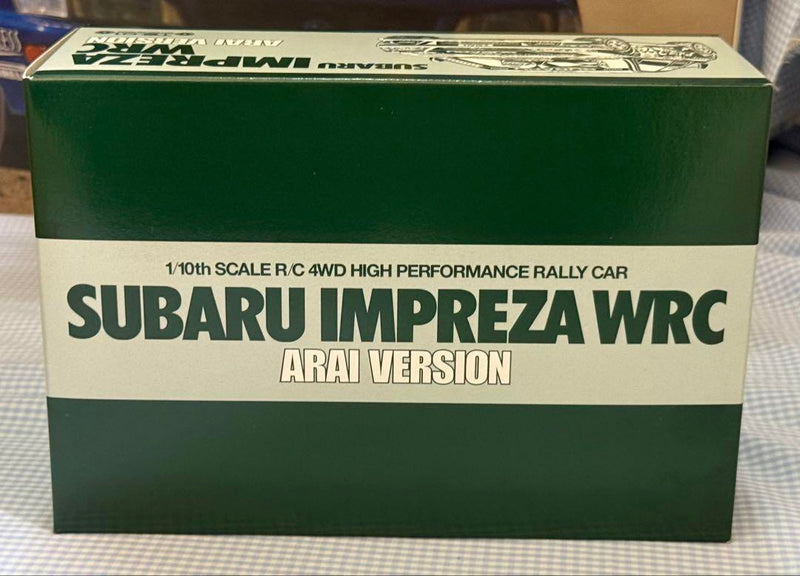 SUBARU IMPREZA WRC
ARAI VERSION
1/10th SCALE R/C 4WD HIGH PERFORMANCE RALLY CAR
SUBARU IMPREZA WRC
ARAI VERSION